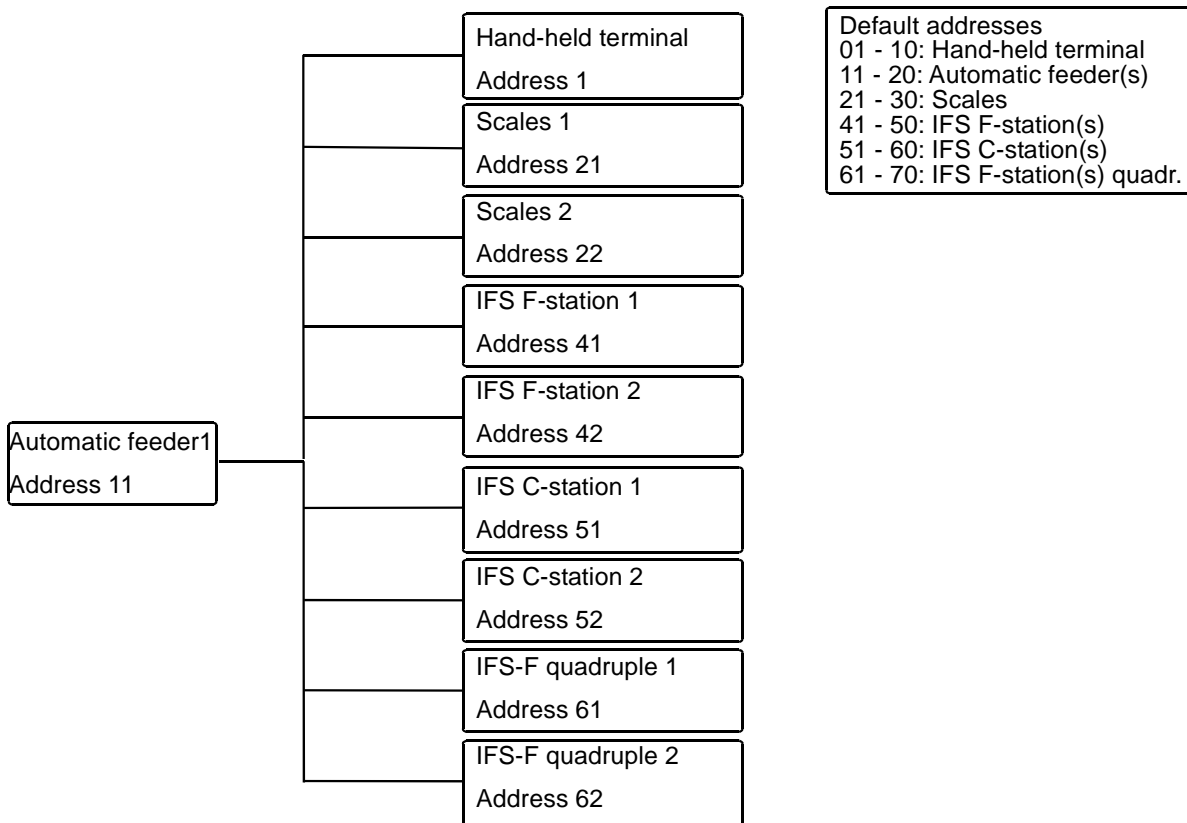 Hand-held terminal
Address 1
Scales 1
Address 21
Scales 2
Address 22
IFS F-station 1
Address 41
IFS F-station 2
Address 42
Automatic feeder1
Address 11
IFS C-station 1
Address 51
IFS C-station 2
Address 52
IFS-F quadruple 1
Address 61
IFS-F quadruple 2
Address 62
Default addresses
01 - 10: Hand-held terminal
11 - 20: Automatic feeder(s)
21 - 30: Scales
41 - 50: IFS F-station(s)
51 - 60: IFS C-station(s)
61 - 70: IFS F-station(s) quadr.